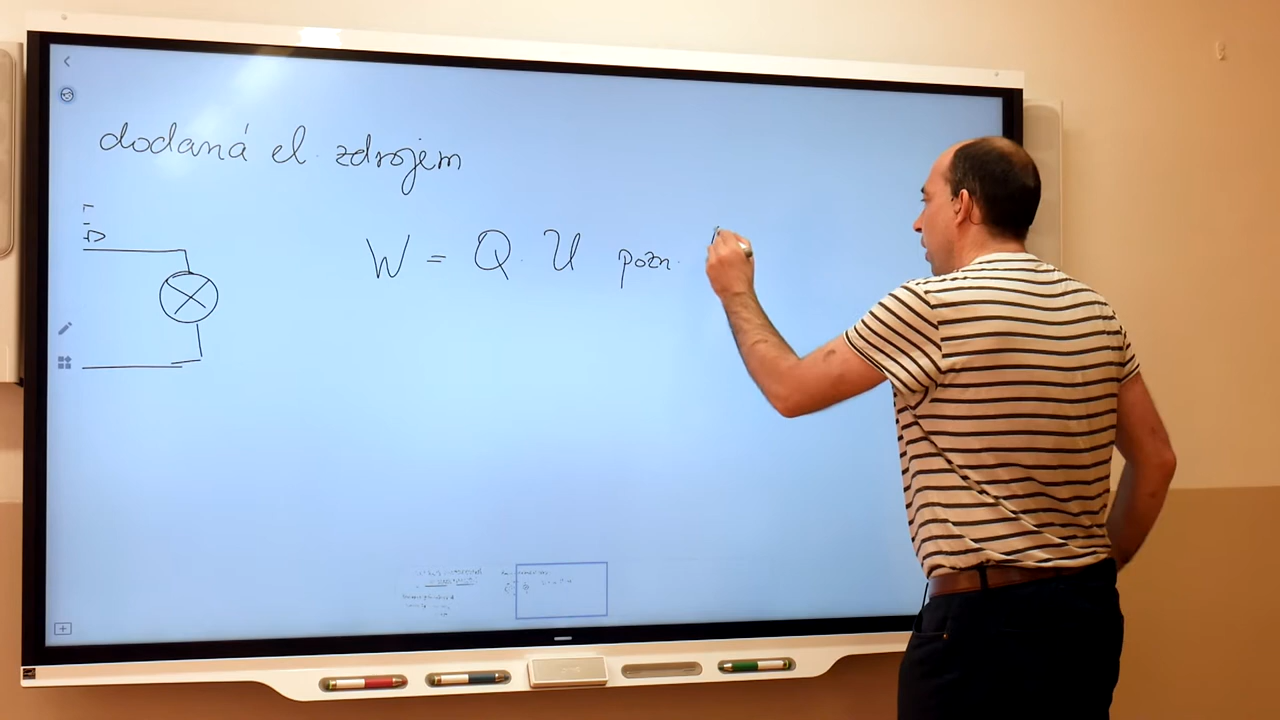 dodaná el. zdrojem
W = Q · U pozn.